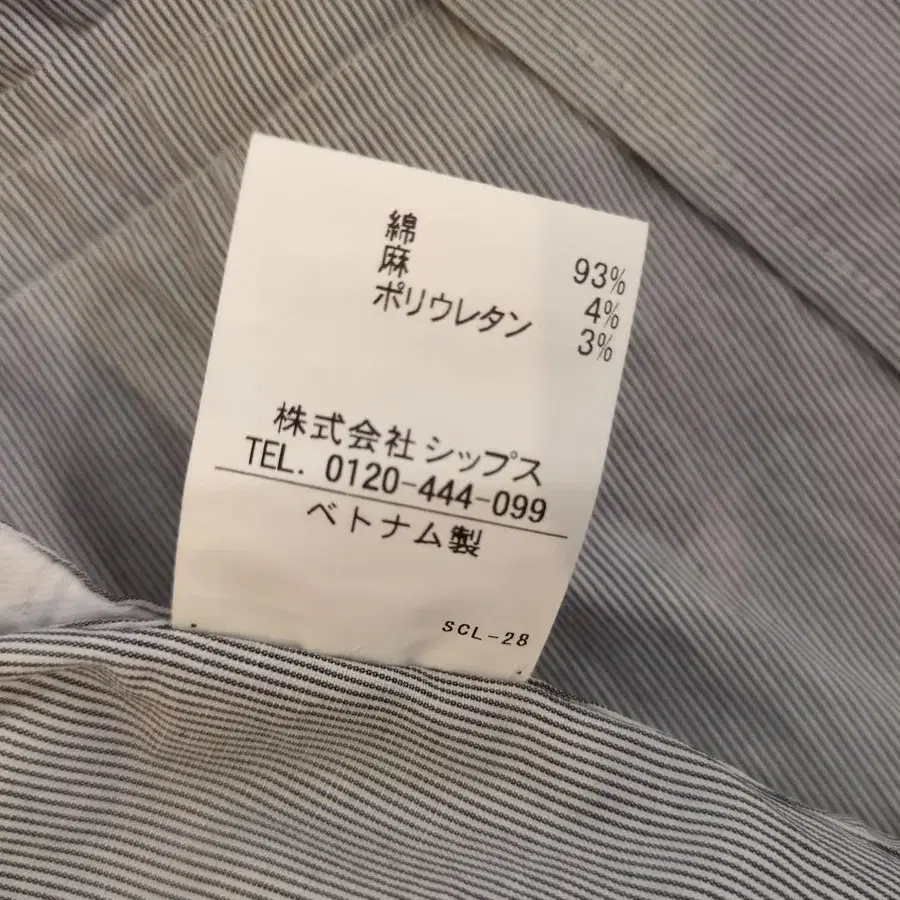 綿 93%
麻 4%
ポリウレタン 3%
株式会社シップス
TEL. 0120-444-099
ベトナム製
SCL-28